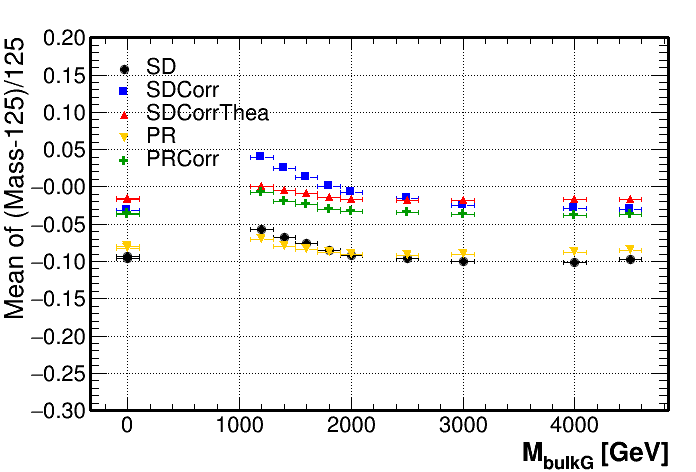 Mean of (Mass-125)/125
0.20
0.15
0.10
0.05
−0.00
−0.05
−0.10
−0.15
−0.20
−0.25
−0.30
SD
SDCorr
SDCorrThea
PR
PRCorr
0 1000 2000 3000 4000
M_bulkG [GeV]